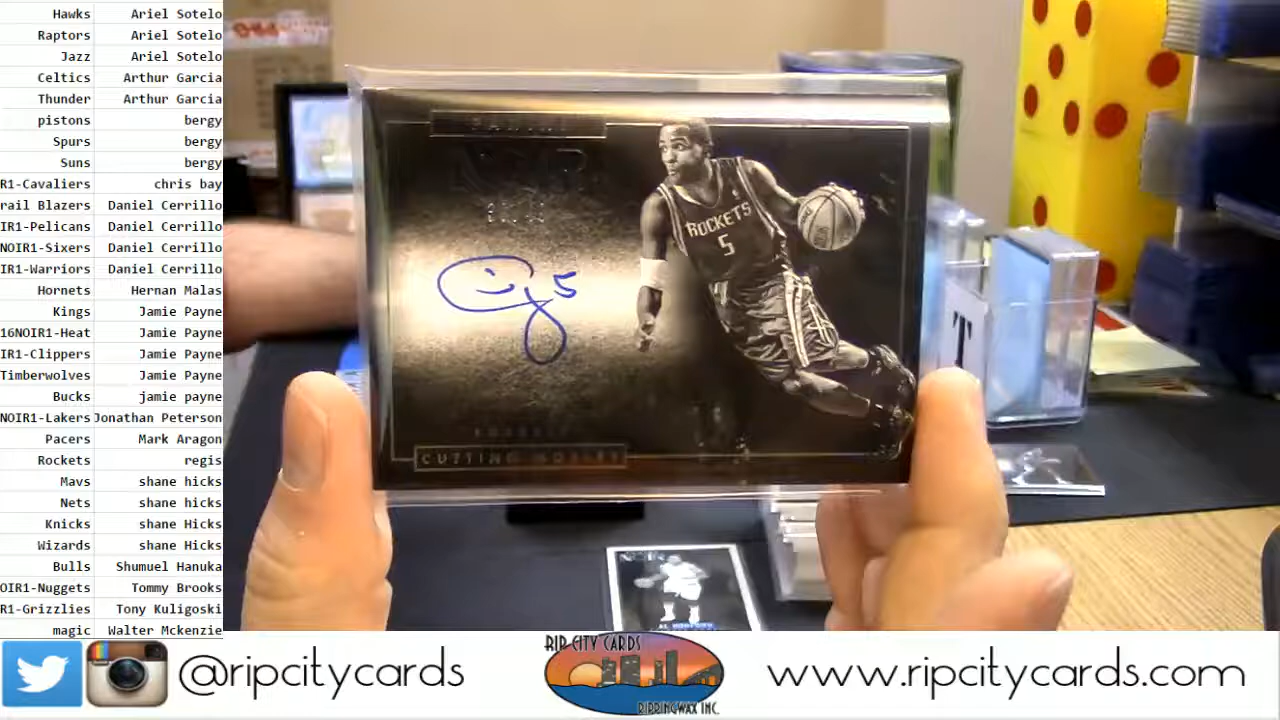 Hawks Ariel Sotelo
Raptors Ariel Sotelo
Jazz Ariel Sotelo
Celtics Arthur Garcia
Thunder Arthur Garcia
pistons bergy
Spurs bergy
Suns bergy
R1-Cavaliers chris bay
rail Blazers Daniel Cerrillo
IR1-Pelicans Daniel Cerrillo
NOIR1-Sixers Daniel Cerrillo
IR1-Warriors Daniel Cerrillo
Hornets Hernan Malas
Kings Jamie Payne
16NOIR1-Heat Jamie Payne
IR1-Clippers Jamie Payne
Timberwolves Jamie Payne
Bucks jamie payne
NOIR1-Lakers Jonathan Peterson
Pacers Mark Aragon
Rockets regis
Mavs shane hicks
Nets shane hicks
Knicks shane Hicks
Wizards shane Hicks
Bulls Shumuel Hanuka
OIR1-Nuggets Tommy Brooks
R1-Grizzlies Tony Kuligoski
magic Walter Mckenzie
ROCKETS
5
5
T
@ripcitycards
RIP CITY CARDS
RIPPINGWAX INC.
www.ripcitycards.com